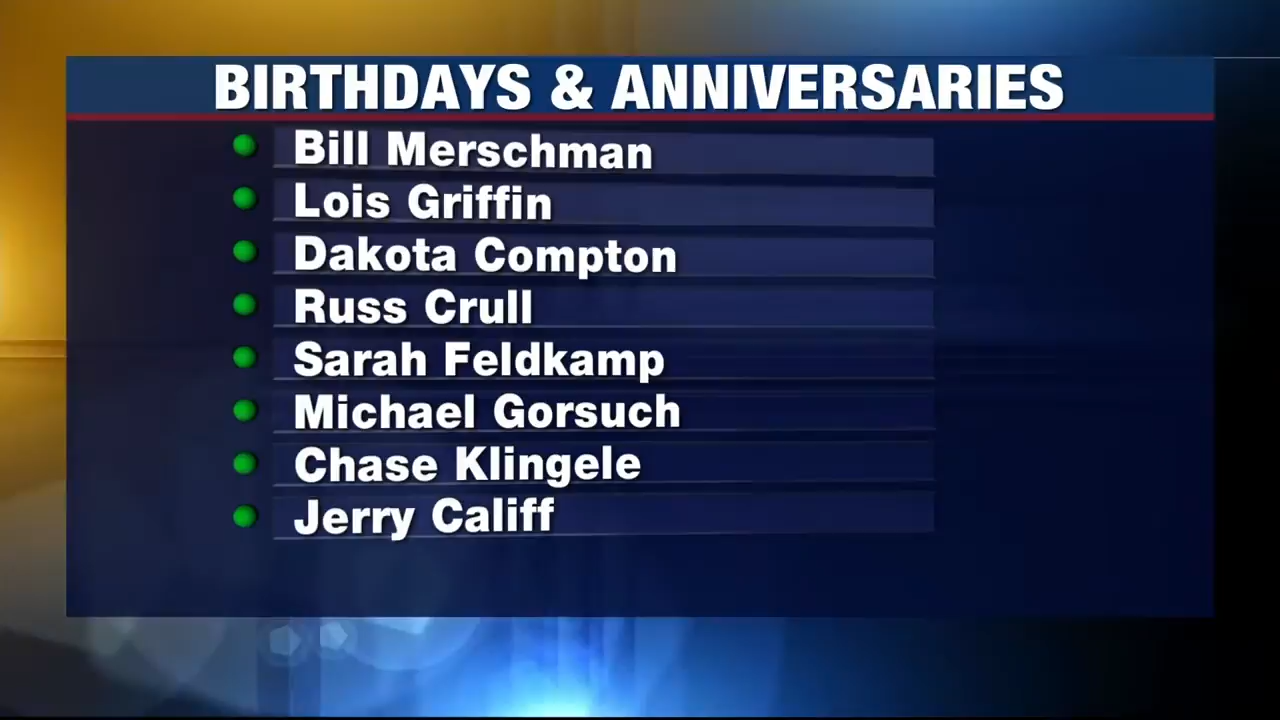 BIRTHDAYS & ANNIVERSARIES
Bill Merschman
Lois Griffin
Dakota Compton
Russ Crull
Sarah Feldkamp
Michael Gorsuch
Chase Klingele
Jerry Califf